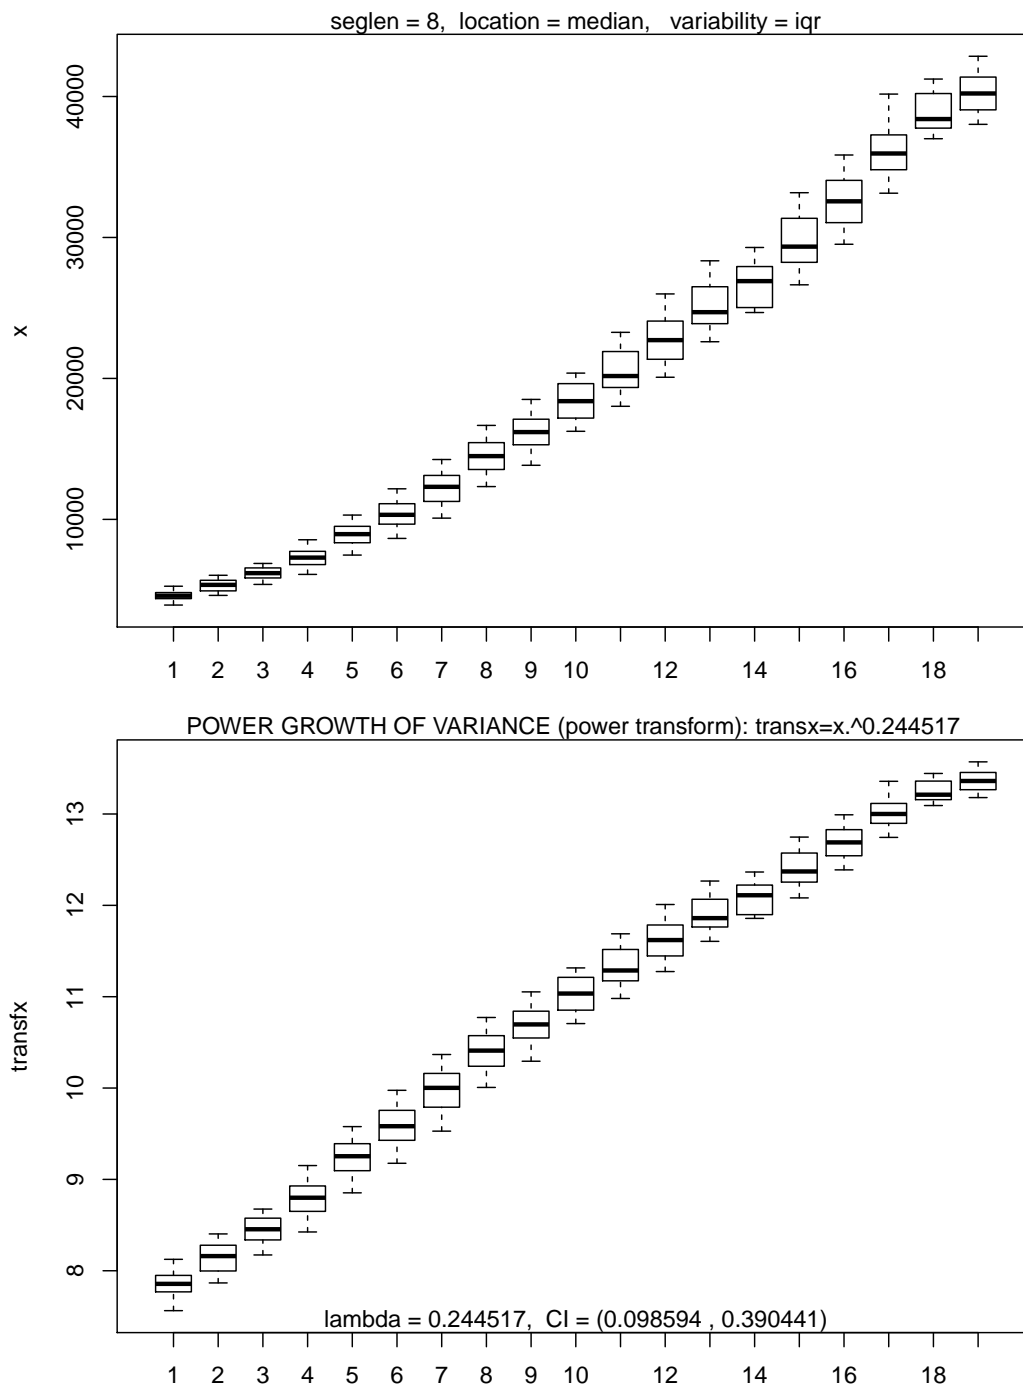 seglen = 8, location = median, variability = iqr
40000
30000
x
20000
10000
1 2 3 4 5 6 7 8 9 10 12 14 16 18
POWER GROWTH OF VARIANCE (power transform): transx=x.^0.244517
13
12
11
transfx
10
9
8
lambda = 0.244517, CI = (0.098594 , 0.390441)
1 2 3 4 5 6 7 8 9 10 12 14 16 18